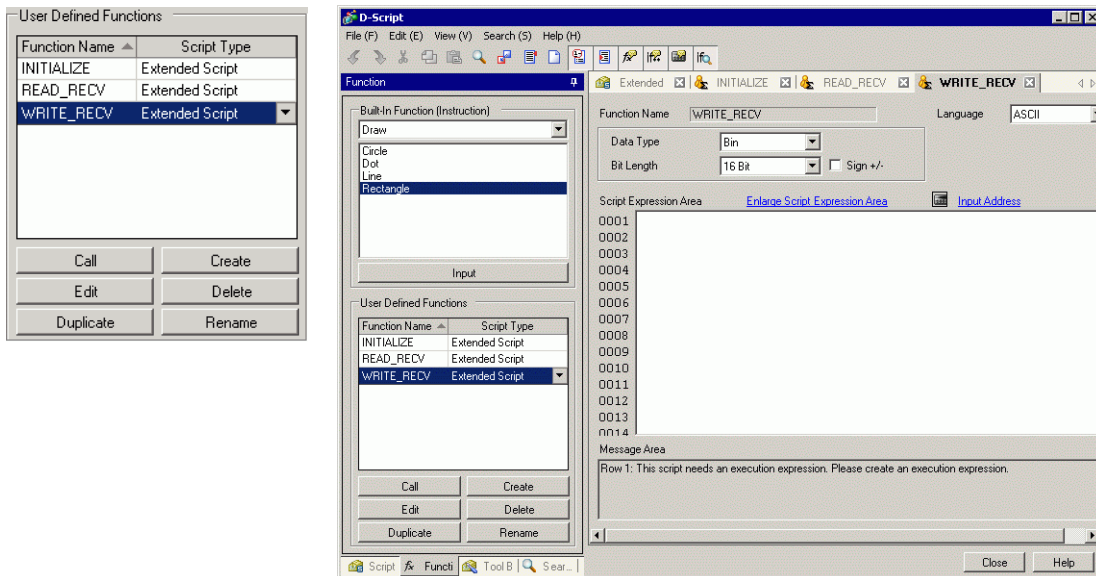 User Defined Functions
Function Name Script Type
INITIALIZE Extended Script
READ_RECV Extended Script
WRITE_RECV Extended Script
Call Create
Edit Delete
Duplicate Rename
D-Script
File (F) Edit (E) View (V) Search (S) Help (H)
Function
Built-In Function (Instruction)
Draw
Circle
Dot
Line
Rectangle
Input
User Defined Functions
Function Name Script Type
INITIALIZE Extended Script
READ_RECV Extended Script
WRITE_RECV Extended Script
Call Create
Edit Delete
Duplicate Rename
Script Functi Tool B Sear...
Extended INITIALIZE READ_RECV WRITE_RECV
Function Name WRITE_RECV Language ASCII
Data Type Bin
Bit Length 16 Bit Sign +/-
Script Expression Area Enlarge Script Expression Area Input Address
0001
0002
0003
0004
0005
0006
0007
0008
0009
0010
0011
0012
0013
0014
Message Area
Row 1: This script needs an execution expression. Please create an execution expression.
Close Help